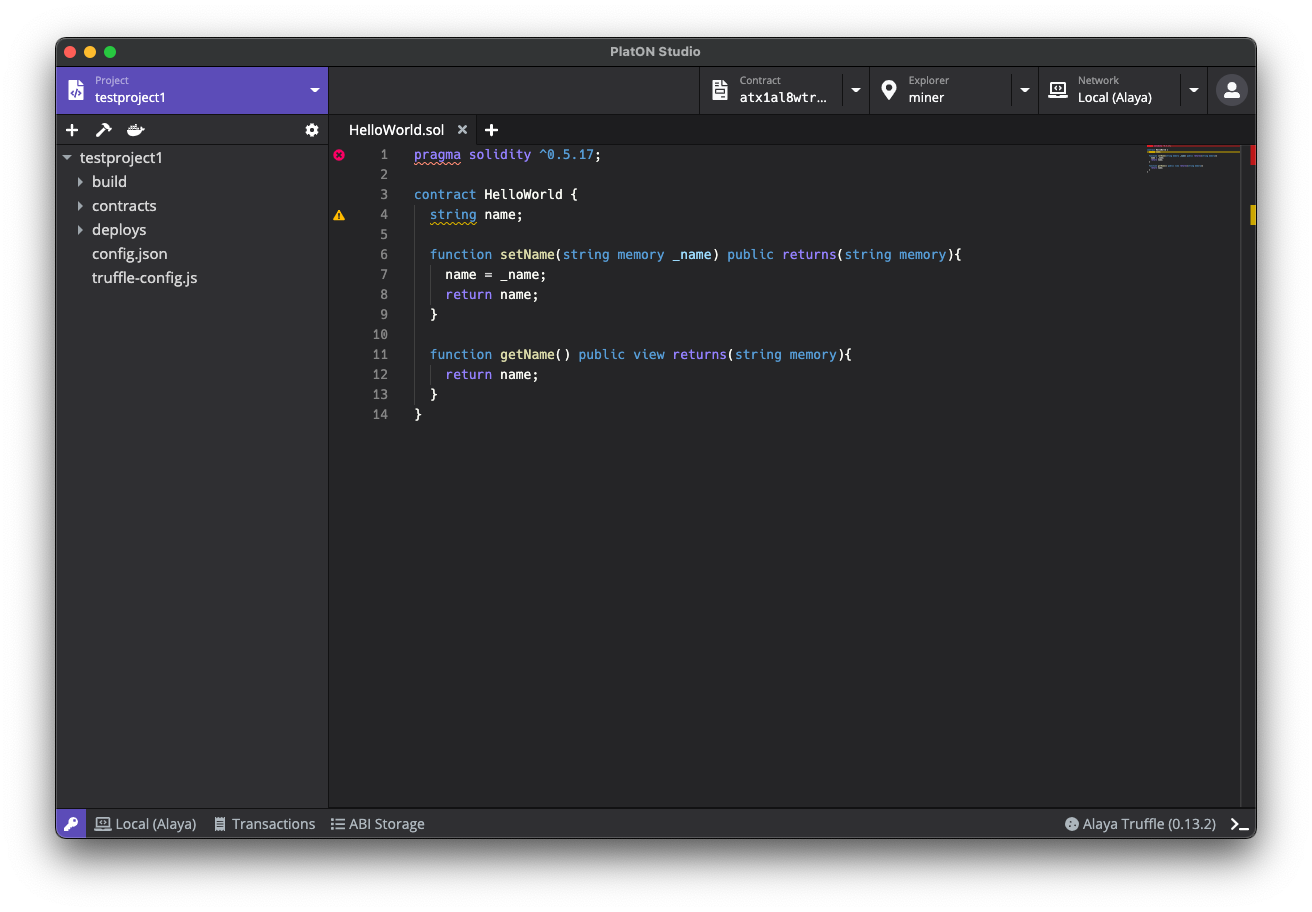 PlatON Studio
Project
testproject1
Contract
atx1al8wtr...
Explorer
miner
Network
Local (Alaya)
HelloWorld.sol
testproject1
build
contracts
deploys
config.json
truffle-config.js
1 pragma solidity ^0.5.17;
2
3 contract HelloWorld {
4 string name;
5
6 function setName(string memory _name) public returns(string memory){
7 name = _name;
8 return name;
9 }
10
11 function getName() public view returns(string memory){
12 return name;
13 }
14 }
Local (Alaya)
Transactions
ABI Storage
Alaya Truffle (0.13.2)